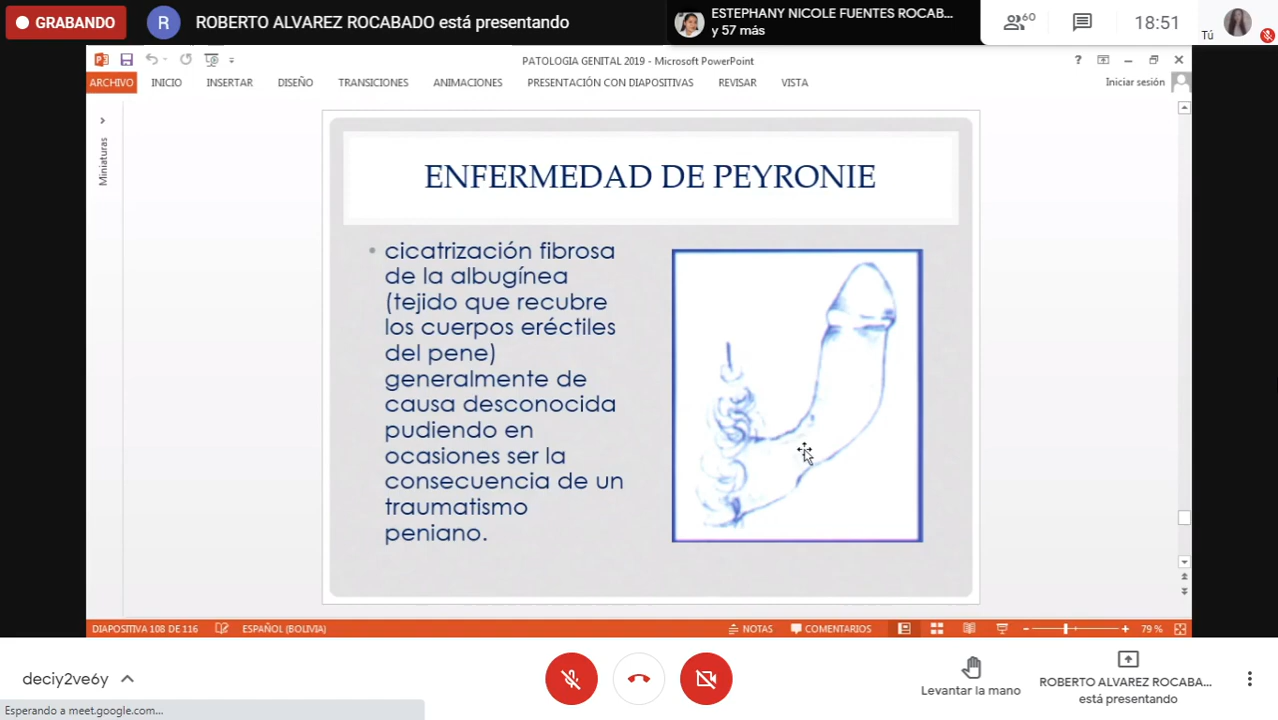 GRABANDO
R
ROBERTO ALVAREZ ROCABADO está presentando
ESTEPHANY NICOLE FUENTES ROCAB...
y 57 más
60
18:51
Tú
PATOLOGIA GENITAL 2019 - Microsoft PowerPoint
?
ARCHIVO
INICIO
INSERTAR
DISEÑO
TRANSICIONES
ANIMACIONES
PRESENTACIÓN CON DIAPOSITIVAS
REVISAR
VISTA
Iniciar sesión
Miniaturas
ENFERMEDAD DE PEYRONIE
• cicatrización fibrosa
de la albugínea
(tejido que recubre
los cuerpos eréctiles
del pene)
generalmente de
causa desconocida
pudiendo en
ocasiones ser la
consecuencia de un
traumatismo
peniano.
DIAPOSITIVA 108 DE 116
ESPAÑOL (BOLIVIA)
NOTAS
COMENTARIOS
79 %
deciy2ve6y
Levantar la mano
ROBERTO ALVAREZ ROCABA...
está presentando
Esperando a meet.google.com...